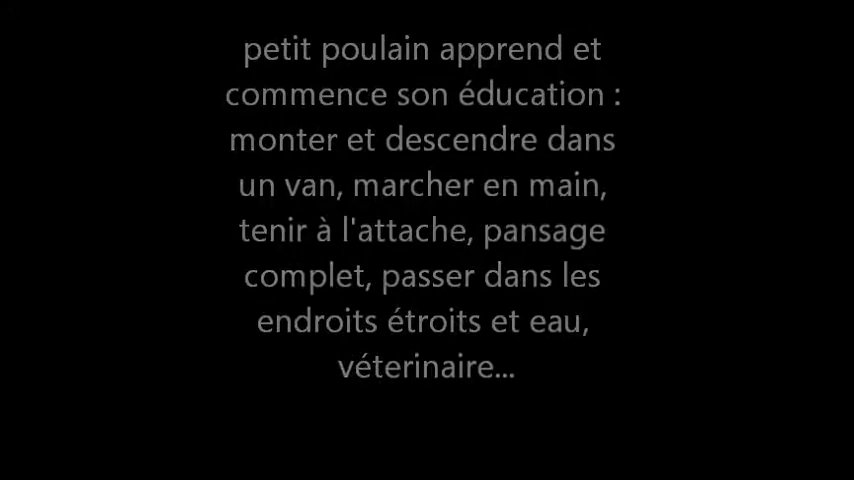 petit poulain apprend et
commence son éducation :
monter et descendre dans
un van, marcher en main,
tenir à l'attache, pansage
complet, passer dans les
endroits étroits et eau,
véterinaire...